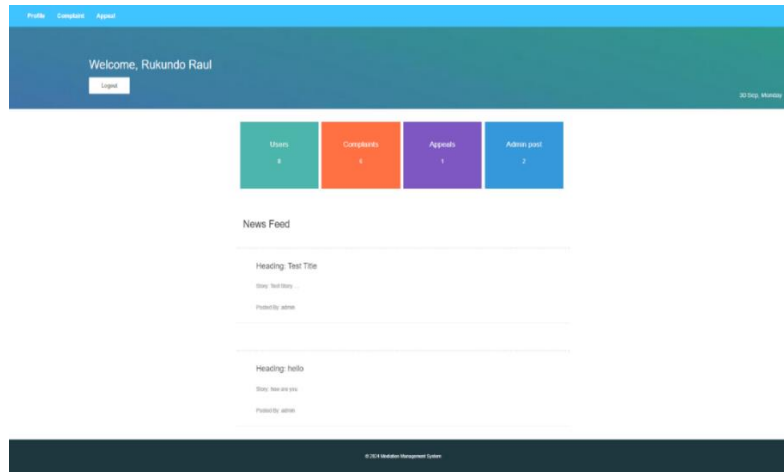 Profile Complaint Appeal
Welcome, Rukundo Raul
Logout
30 Sep, Monday
Users Complaints Appeals Admin post
1 2
News Feed
Heading: Test Title
Story: Test Story ...
Posted By: admin
Heading: hello
Story: how are you.
Posted By: admin
© 2024 Mediation Management System